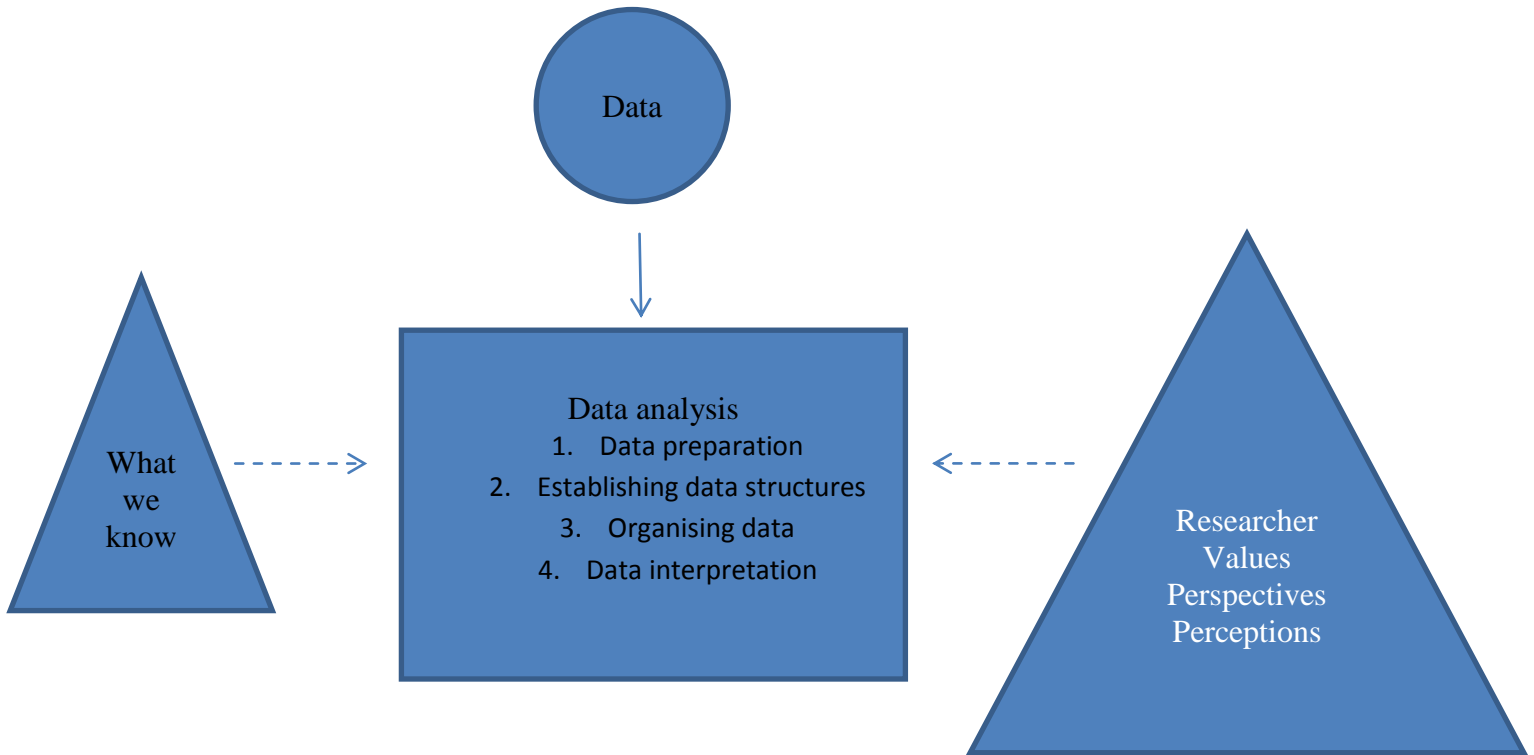 Data
What
we
know
Data analysis
1. Data preparation
2. Establishing data structures
3. Organising data
4. Data interpretation
Researcher
Values
Perspectives
Perceptions